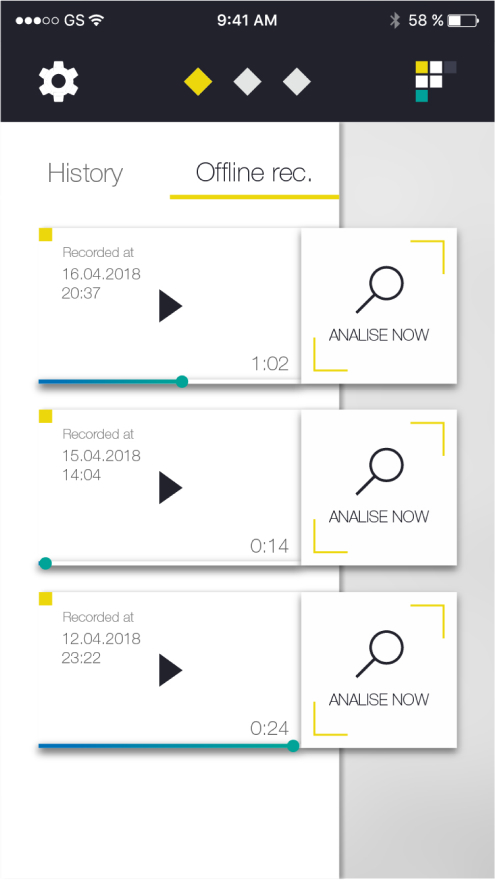 GS 9:41 AM 58 %
History Offline rec.
Recorded at
16.04.2018
20:37
1:02
ANALISE NOW
Recorded at
15.04.2018
14:04
0:14
ANALISE NOW
Recorded at
12.04.2018
23:22
0:24
ANALISE NOW